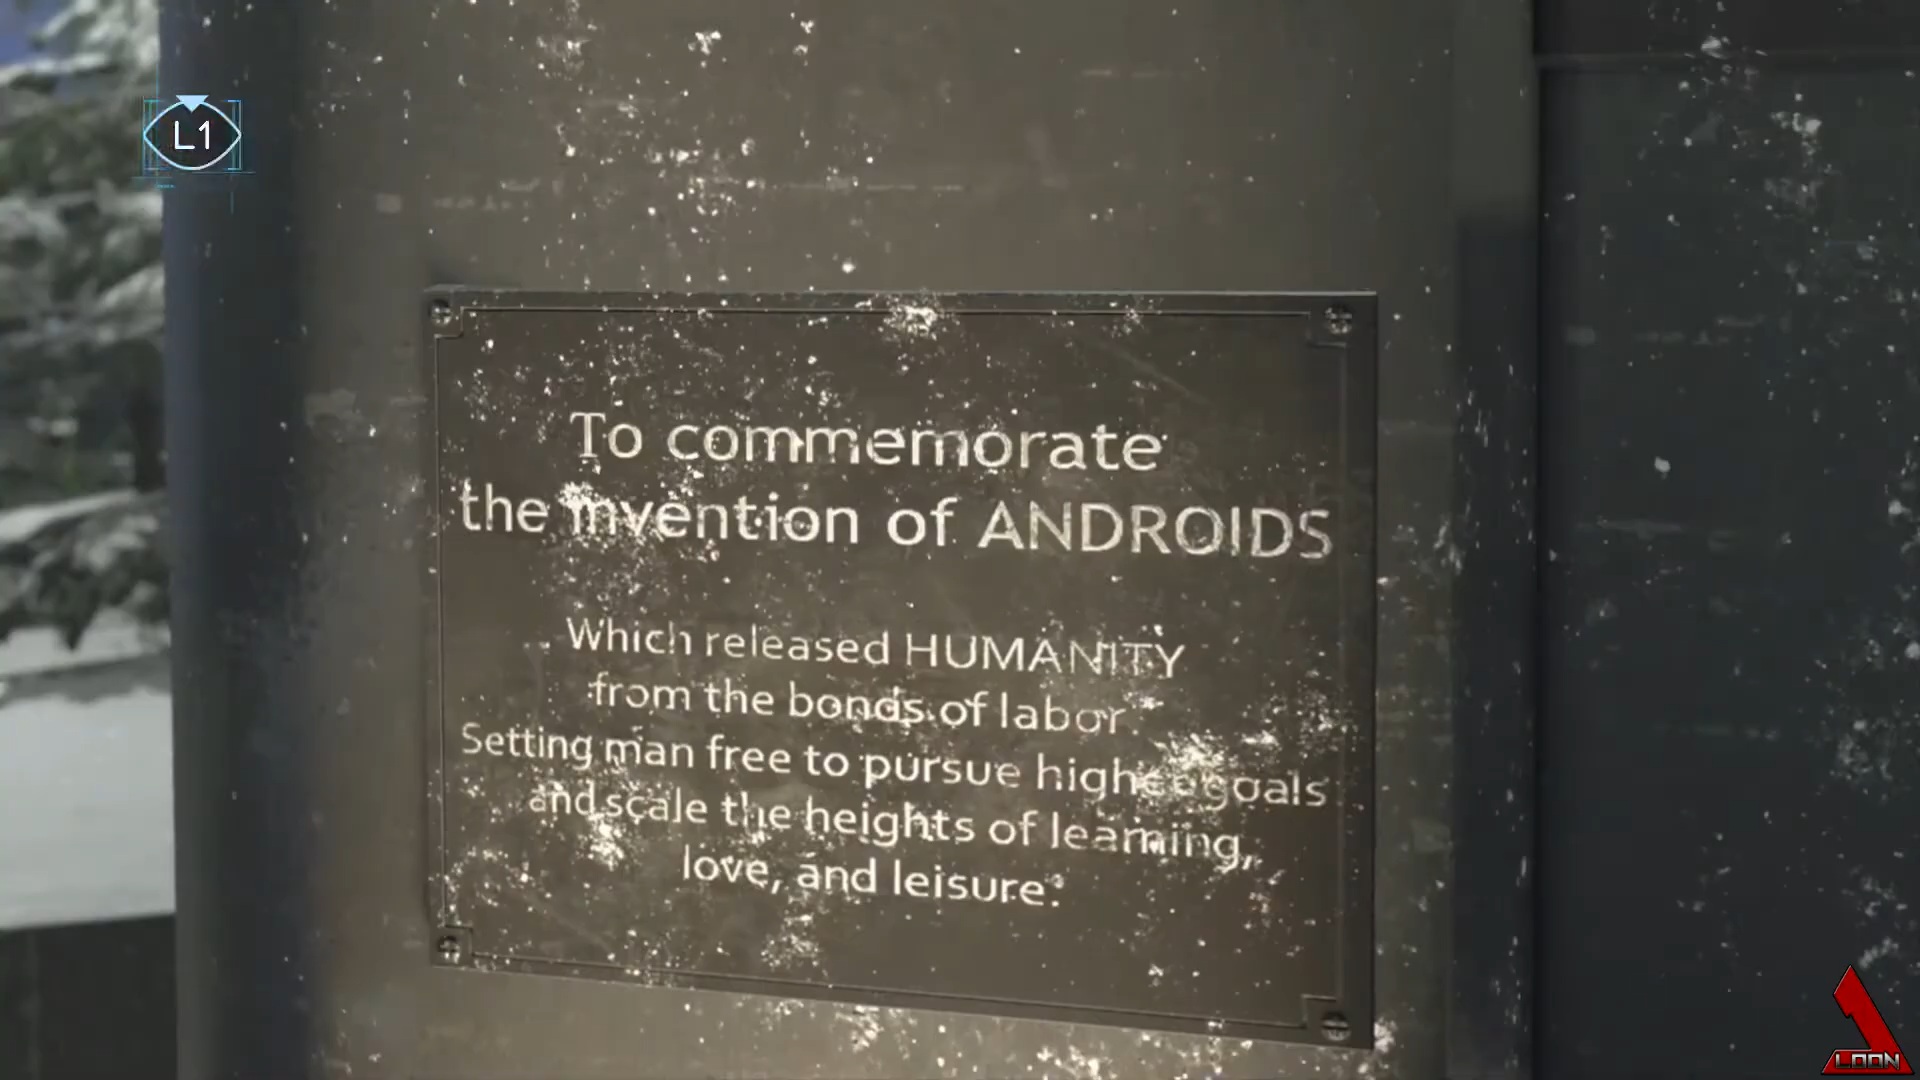 L1
To commemorate
the invention of ANDROIDS
Which released HUMANITY
from the bonds of labor.
Setting man free to pursue higher goals
and scale the heights of learning,
love, and leisure.
LOON